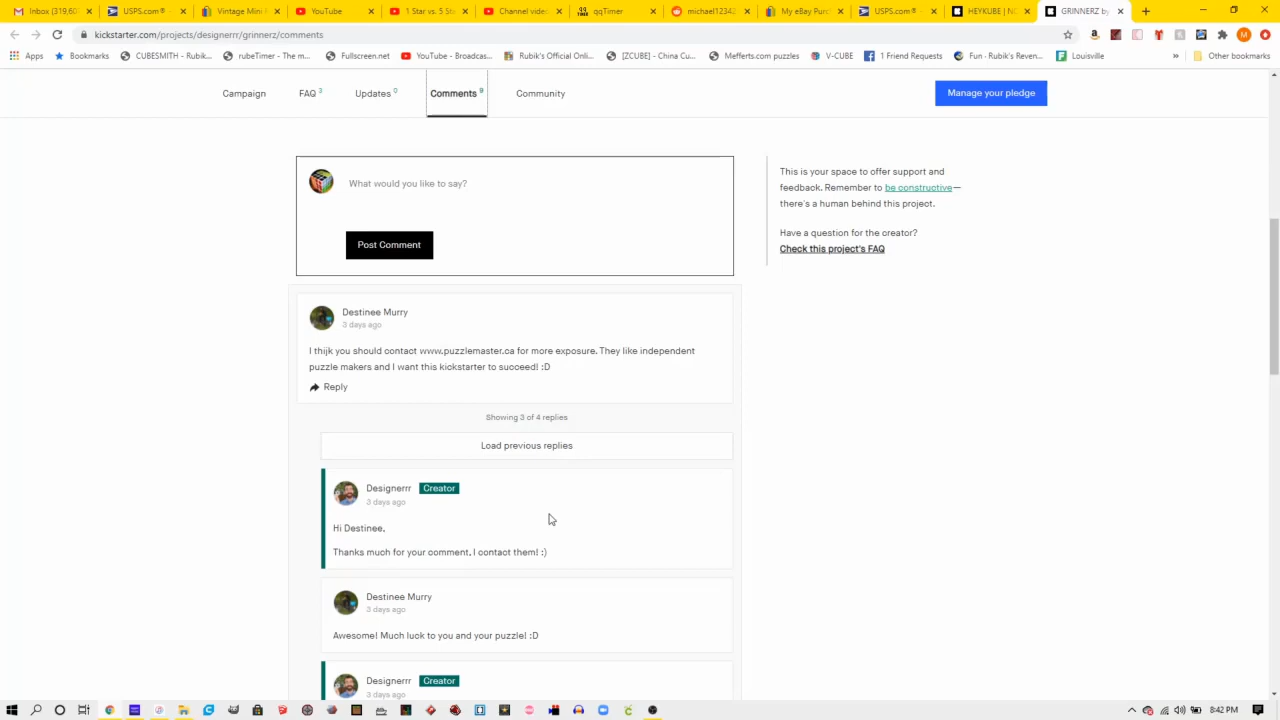 Inbox (319,60
USPS.com® -
Vintage Mini
YouTube
1 Star vs. 5 St
Channel video
qqTimer
michael12342
My eBay Purc
USPS.com® -
HEYKUBE | NO
GRINNERZ by
kickstarter.com/projects/designerrr/grinnerz/comments
Apps
Bookmarks
CUBESMITH - Rubik...
rubeTimer - The m...
Fullscreen.net
YouTube - Broadcas...
Rubik's Official Onli...
[ZCUBE] - China Cu...
Mefferts.com puzzles
V-CUBE
1 Friend Requests
Fun - Rubik's Reven...
Louisville
»
Other bookmarks
Campaign
FAQ 3
Updates 0
Comments 9
Community
Manage your pledge
What would you like to say?
Post Comment
This is your space to offer support and
feedback. Remember to be constructive—
there's a human behind this project.
Have a question for the creator?
Check this project's FAQ
Destinee Murry
3 days ago
I thijk you should contact www.puzzlemaster.ca for more exposure. They like independent
puzzle makers and I want this kickstarter to succeed! :D
Reply
Showing 3 of 4 replies
Load previous replies
Designerrr Creator
3 days ago
Hi Destinee,
Thanks much for your comment, I contact them! :)
Destinee Murry
3 days ago
Awesome! Much luck to you and your puzzle! :D
Designerrr Creator
3 days ago
8:42 PM